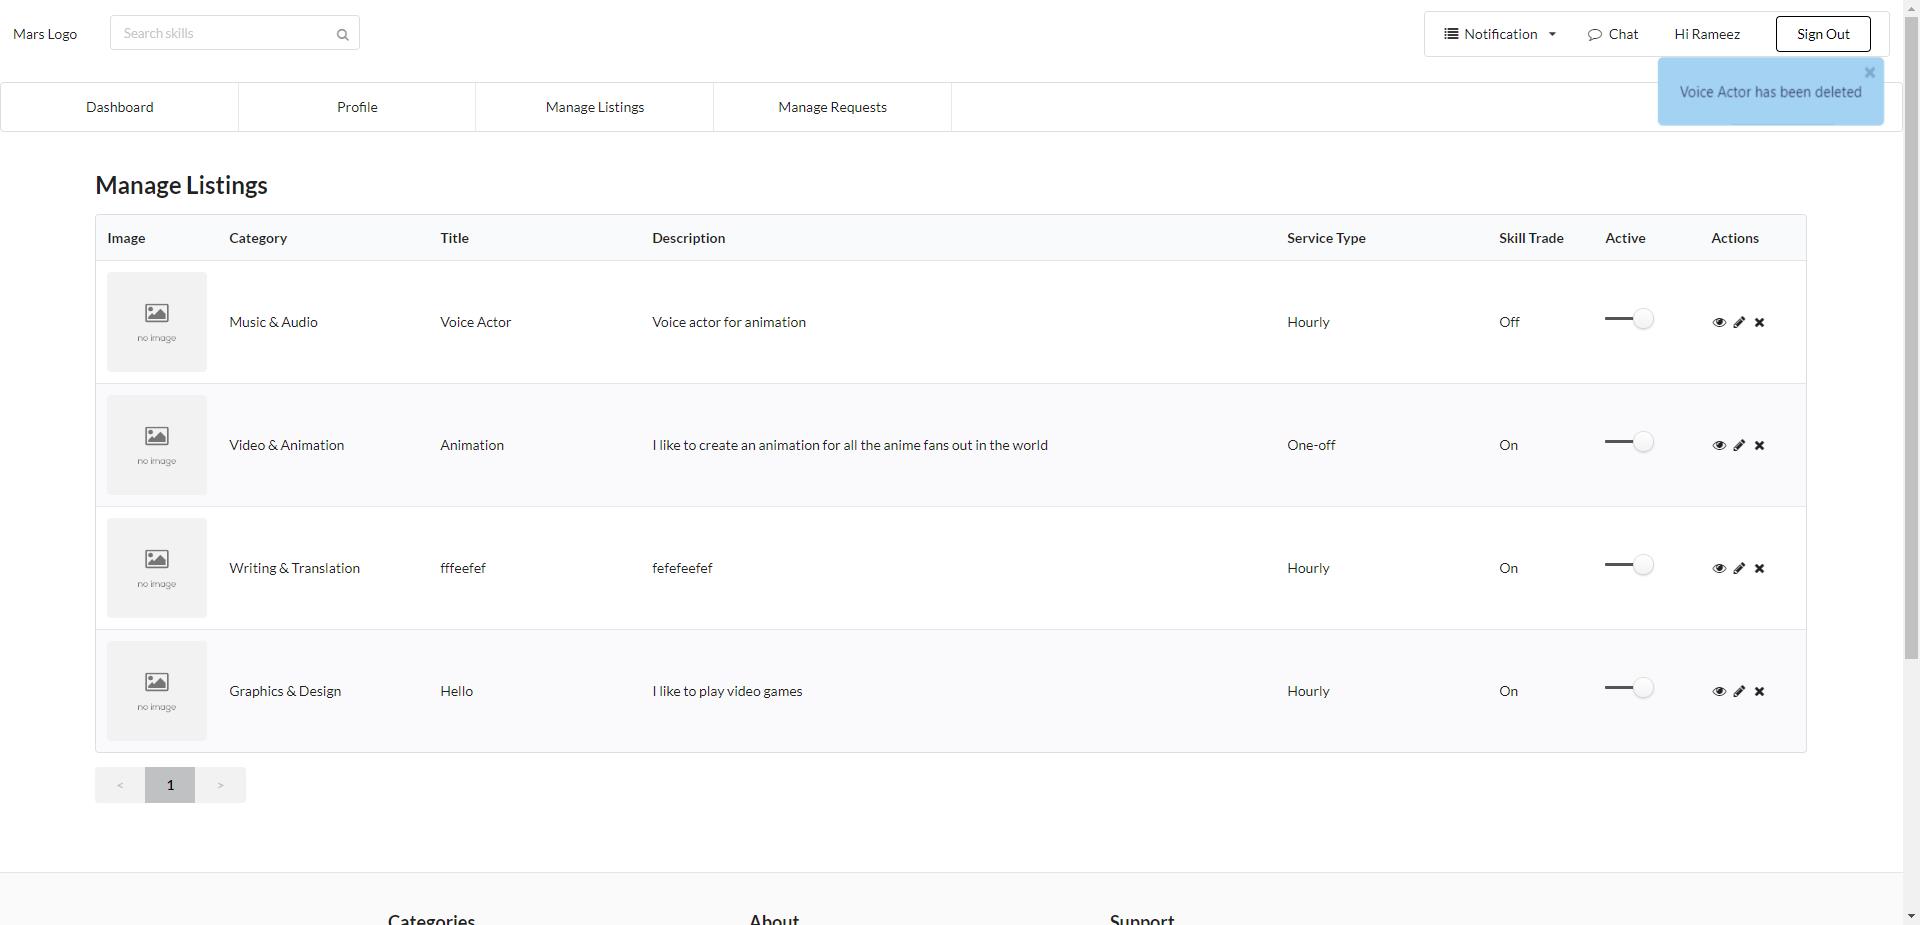 Mars Logo
Search skills
Notification
Chat
Hi Rameez
Sign Out
Voice Actor has been deleted
Dashboard
Profile
Manage Listings
Manage Requests
Manage Listings
Image Category Title Description Service Type Skill Trade Active Actions
no image
Music & Audio Voice Actor Voice actor for animation Hourly Off
no image
Video & Animation Animation I like to create an animation for all the anime fans out in the world One-off On
no image
Writing & Translation fffeefef fefefeefef Hourly On
no image
Graphics & Design Hello I like to play video games Hourly On
< 1 >
Categories About Support